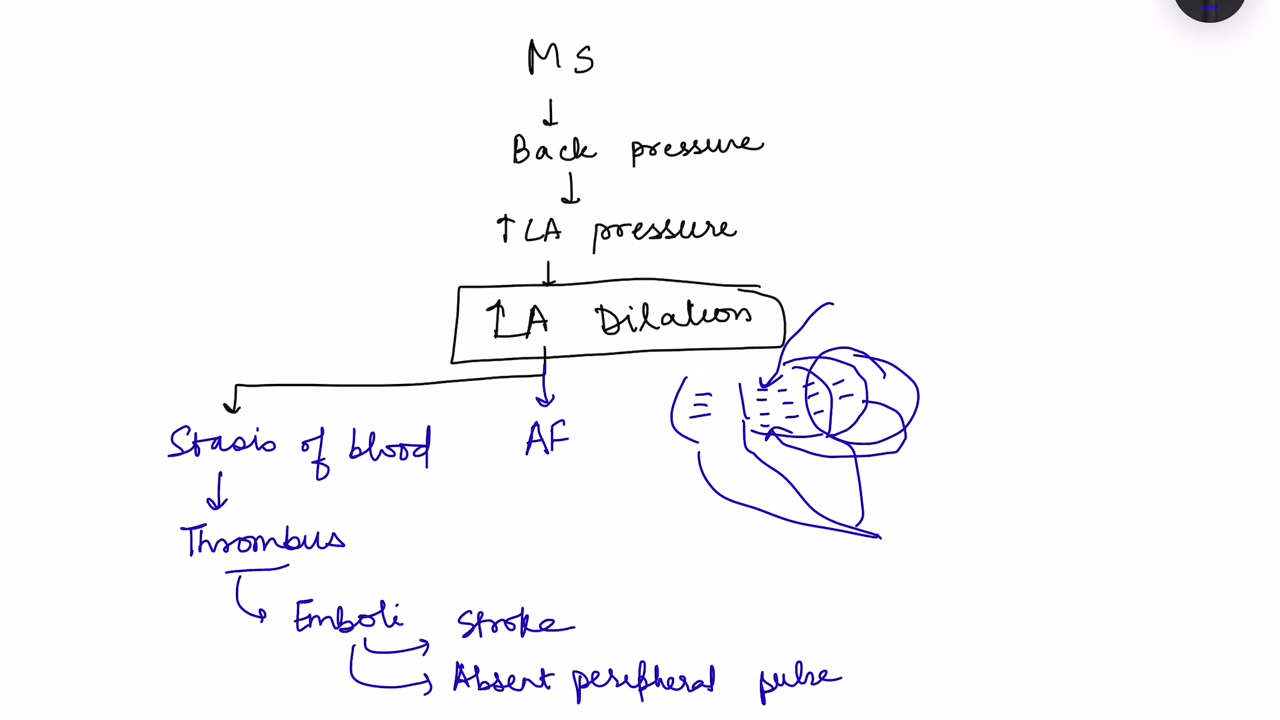 MS
↓
Back pressure
↓
↑ LA pressure
↓
↑ LA Dilation
Stasis of blood
AF
↓
Thrombus
Emboli → Stroke
→ Absent peripheral pulse